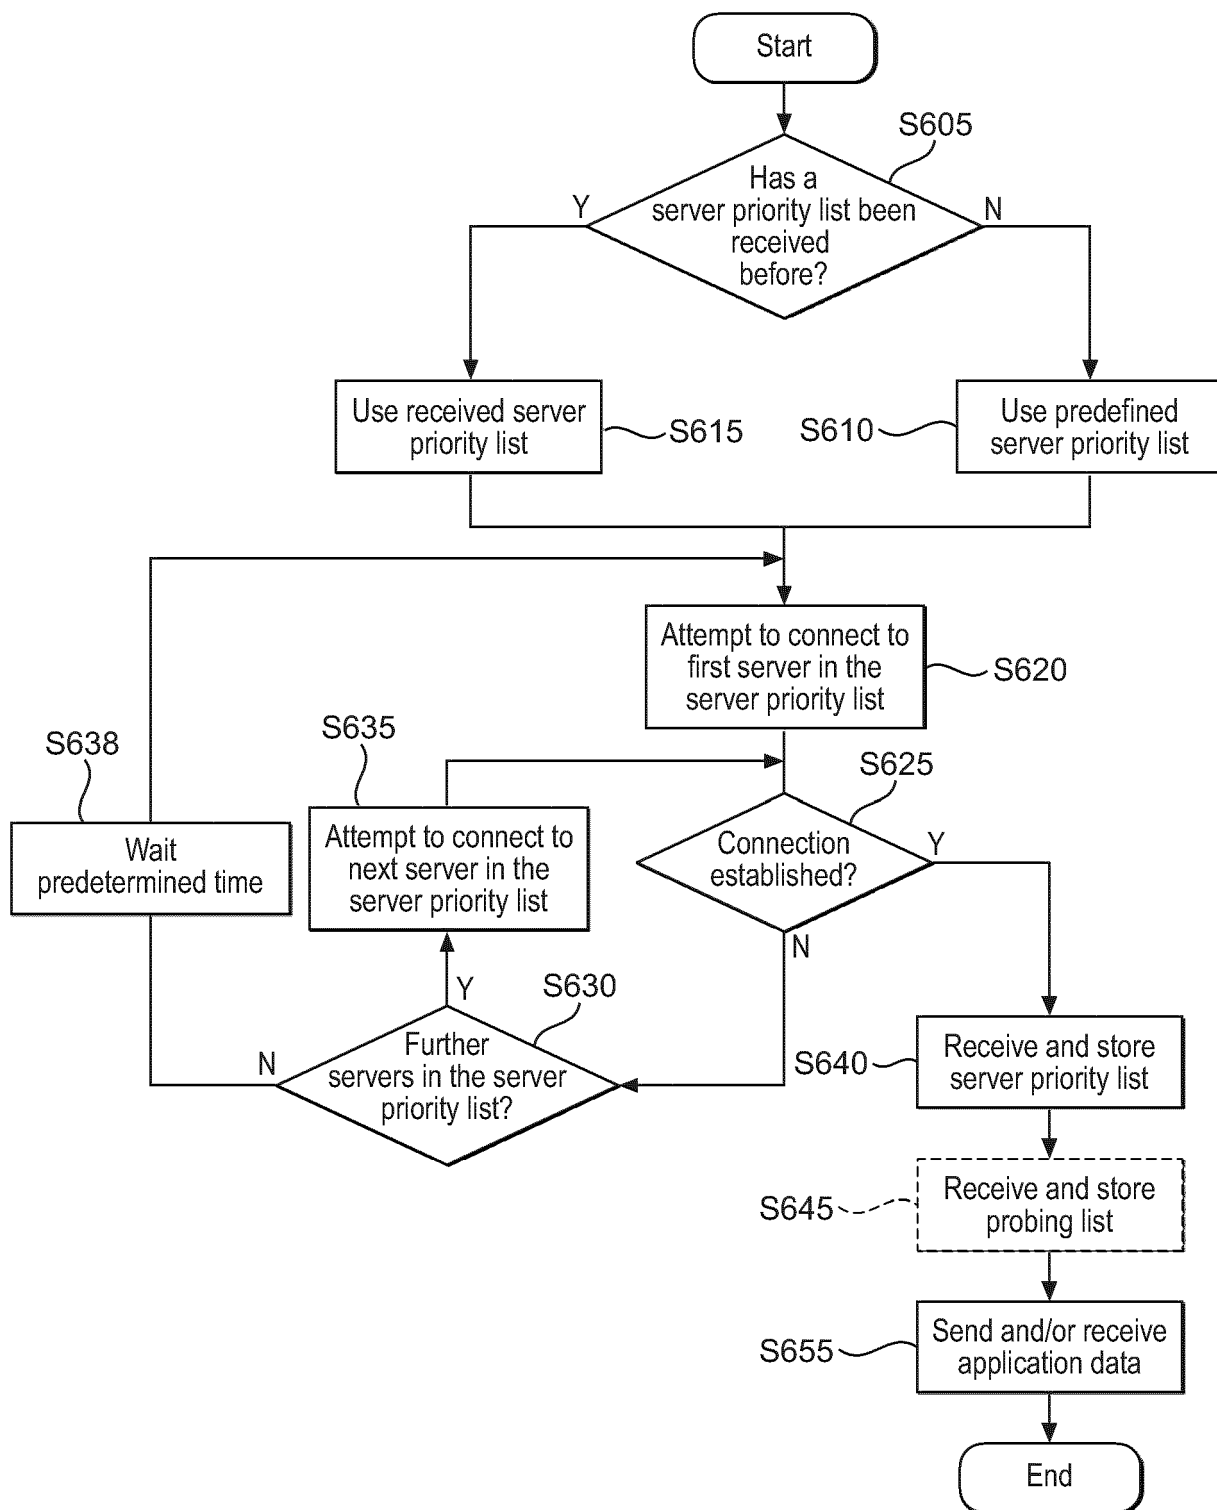 Start
S605
Has a
server priority list been
received
before?
Y
N
Use received server
priority list
S615
S610
Use predefined
server priority list
Attempt to connect to
first server in the
server priority list
S620
S638
S635
S625
Wait
predetermined time
Attempt to connect to
next server in the
server priority list
Connection
established?
Y
N
Y
S630
N
Further
servers in the server
priority list?
S640
Receive and store
server priority list
S645
Receive and store
probing list
S655
Send and/or receive
application data
End